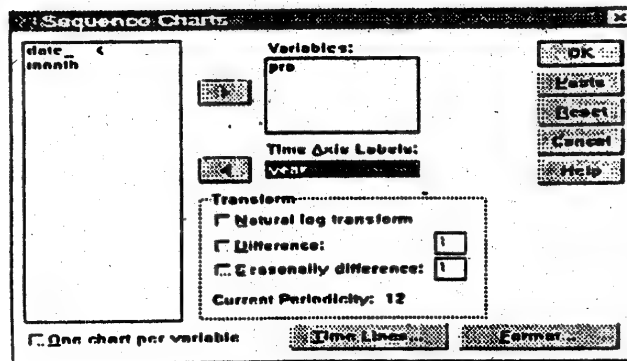 Sequence Charts
date_
month
Variables:
pro
Time Axis Labels:
year
Transform
Natural log transform
Difference: 1
Seasonally difference: 1
Current Periodicity: 12
OK
Paste
Reset
Cancel
Help
One chart per variable
Time Lines...
Format...